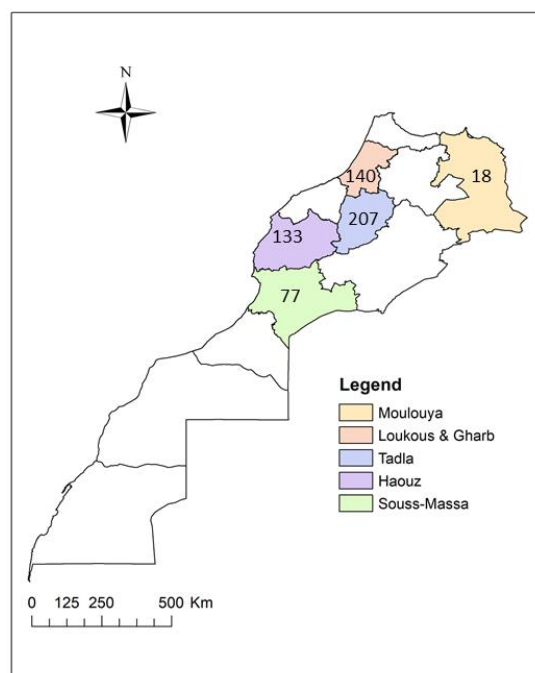 N
140
18
207
133
77
Legend
Moulouya
Loukous & Gharb
Tadla
Haouz
Souss-Massa
0 125 250 500 Km